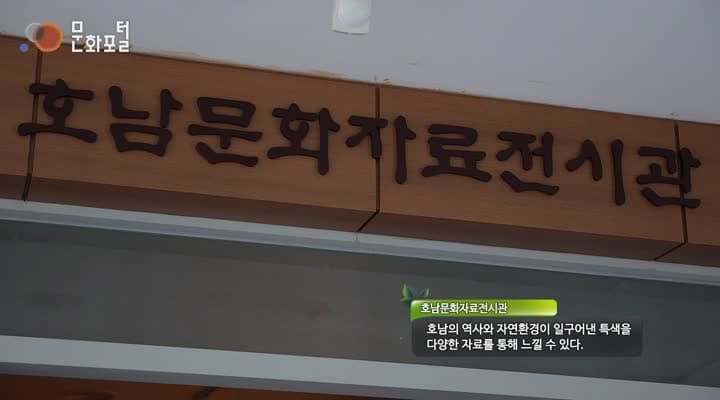 문화포털
호남문화자료전시관
호남문화자료전시관
호남의 역사와 자연환경이 일구어낸 특색을
다양한 자료를 통해 느낄 수 있다.